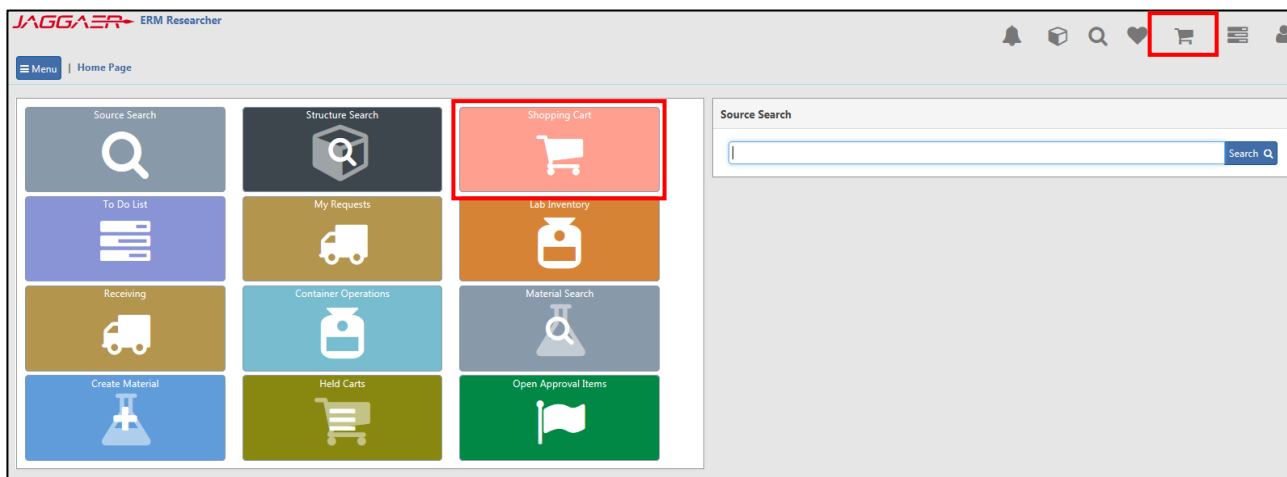 JAGGAER ERM Researcher
Menu | Home Page
Source Search
Structure Search
Shopping Cart
To Do List
My Requests
Lab Inventory
Receiving
Container Operations
Material Search
Create Material
Held Carts
Open Approval Items
Source Search
Search